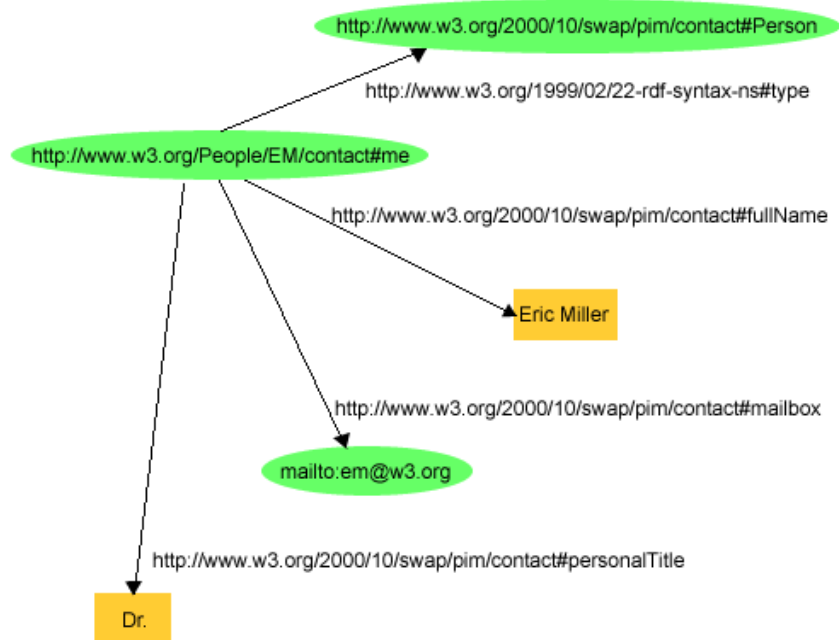 http://www.w3.org/2000/10/swap/pim/contact#Person
http://www.w3.org/1999/02/22-rdf-syntax-ns#type
http://www.w3.org/People/EM/contact#me
http://www.w3.org/2000/10/swap/pim/contact#fullName
Eric Miller
http://www.w3.org/2000/10/swap/pim/contact#mailbox
mailto:em@w3.org
http://www.w3.org/2000/10/swap/pim/contact#personalTitle
Dr.